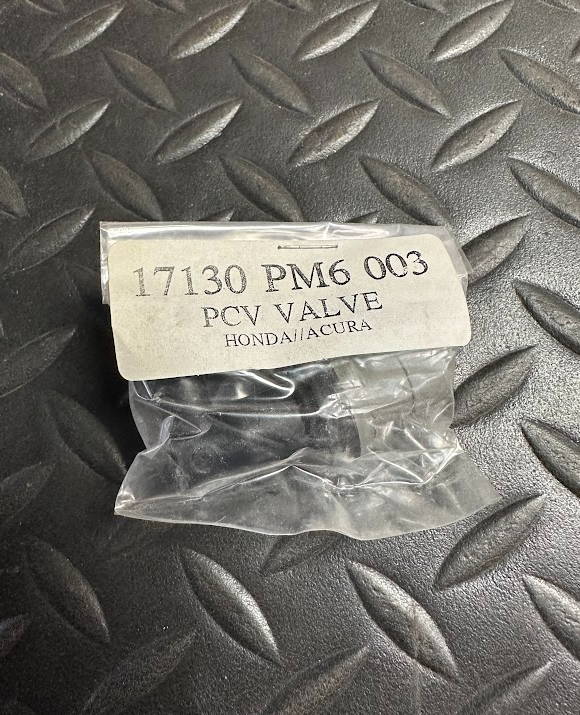 17130 PM6 003
PCV VALVE
HONDA//ACURA